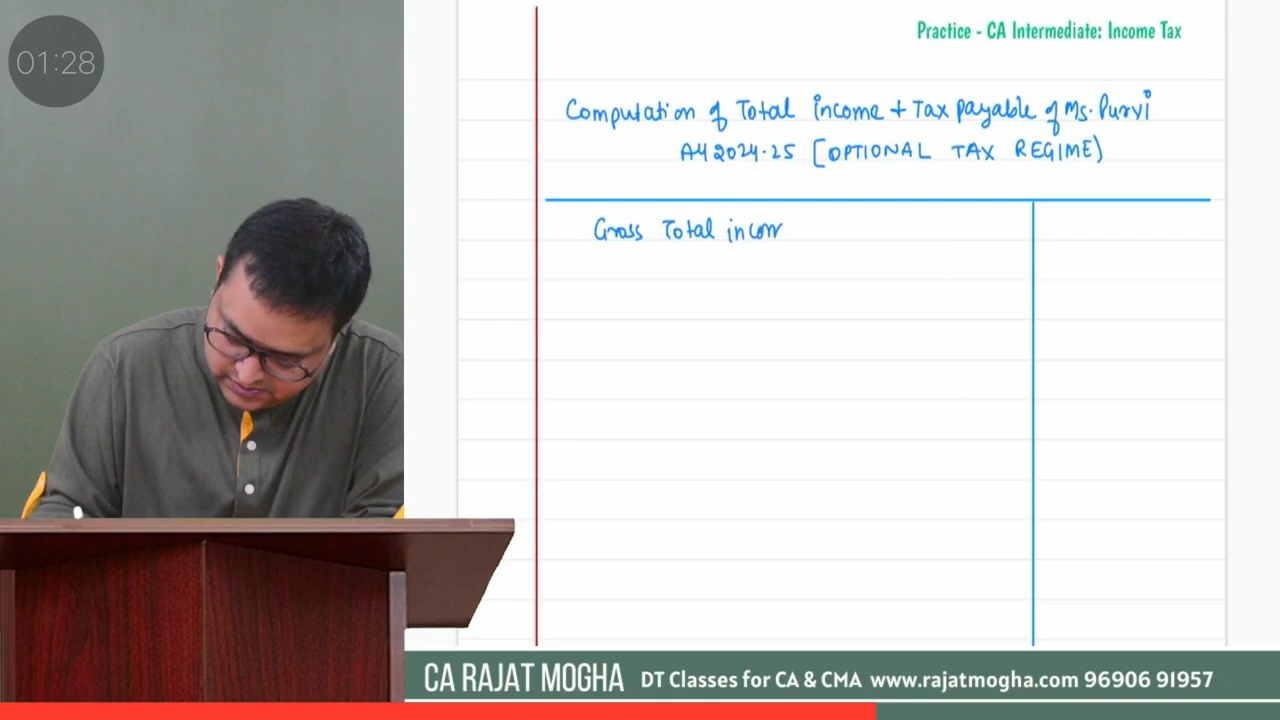 01:28
Practice - CA Intermediate: Income Tax
Computation of Total income + Tax payable of Ms. Purvi
AY 2024-25 [OPTIONAL TAX REGIME)
Gross Total incom
CA RAJAT MOGHA DT Classes for CA & CMA www.rajatmogha.com 96906 91957